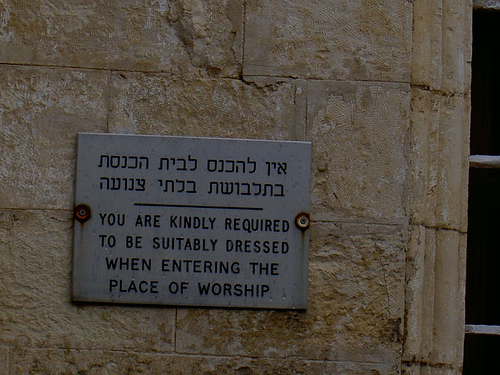 אין להכנס לבית הכנסת
בתלבושת בלתי צנועה
YOU ARE KINDLY REQUIRED
TO BE SUITABLY DRESSED
WHEN ENTERING THE
PLACE OF WORSHIP